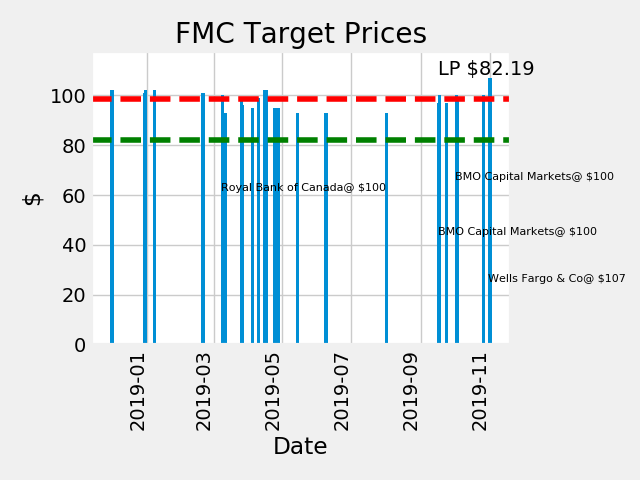 FMC Target Prices
LP $82.19
100
80
60
40
20
0
$
Royal Bank of Canada@ $100
BMO Capital Markets@ $100
BMO Capital Markets@ $100
Wells Fargo & Co@ $107
2019-01
2019-03
2019-05
2019-07
2019-09
2019-11
Date